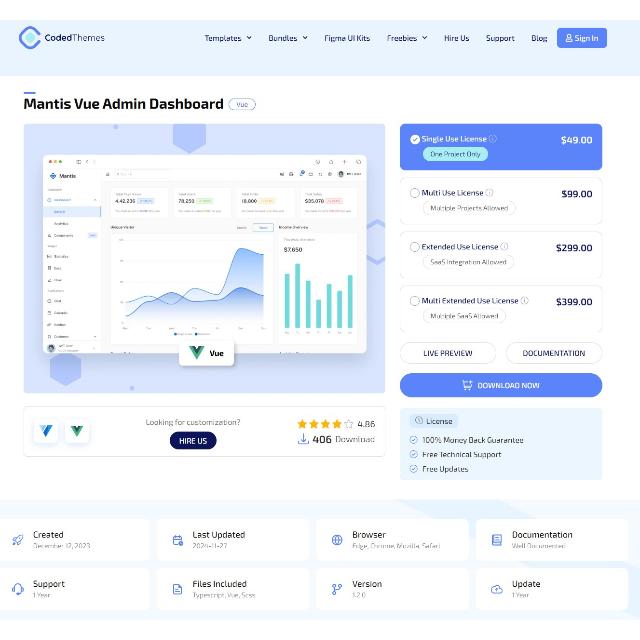 CodedThemes
Templates
Bundles
Figma UI Kits
Freebies
Hire Us
Support
Blog
Sign In
Mantis Vue Admin Dashboard
Vue
Mantis
Total Page Views
4,42,236
78,250
18,800
$35,078
Unique Visitor
Income Overview
$7,650
Vue
Single Use License
$49.00
One Project Only
Multi Use License
$99.00
Multiple Projects Allowed
Extended Use License
$299.00
SaaS Integration Allowed
Multi Extended Use License
$399.00
Multiple SaaS Allowed
LIVE PREVIEW
DOCUMENTATION
DOWNLOAD NOW
Looking for customization?
HIRE US
4.86
406 Download
License
100% Money Back Guarantee
Free Technical Support
Free Updates
Created
December 12, 2023
Last Updated
2024-11-27
Browser
Edge, Chrome, Mozilla, Safari
Documentation
Well Documented
Support
1 Year
Files Included
Typescript, Vue, Scss
Version
1.2.0
Update
1 Year